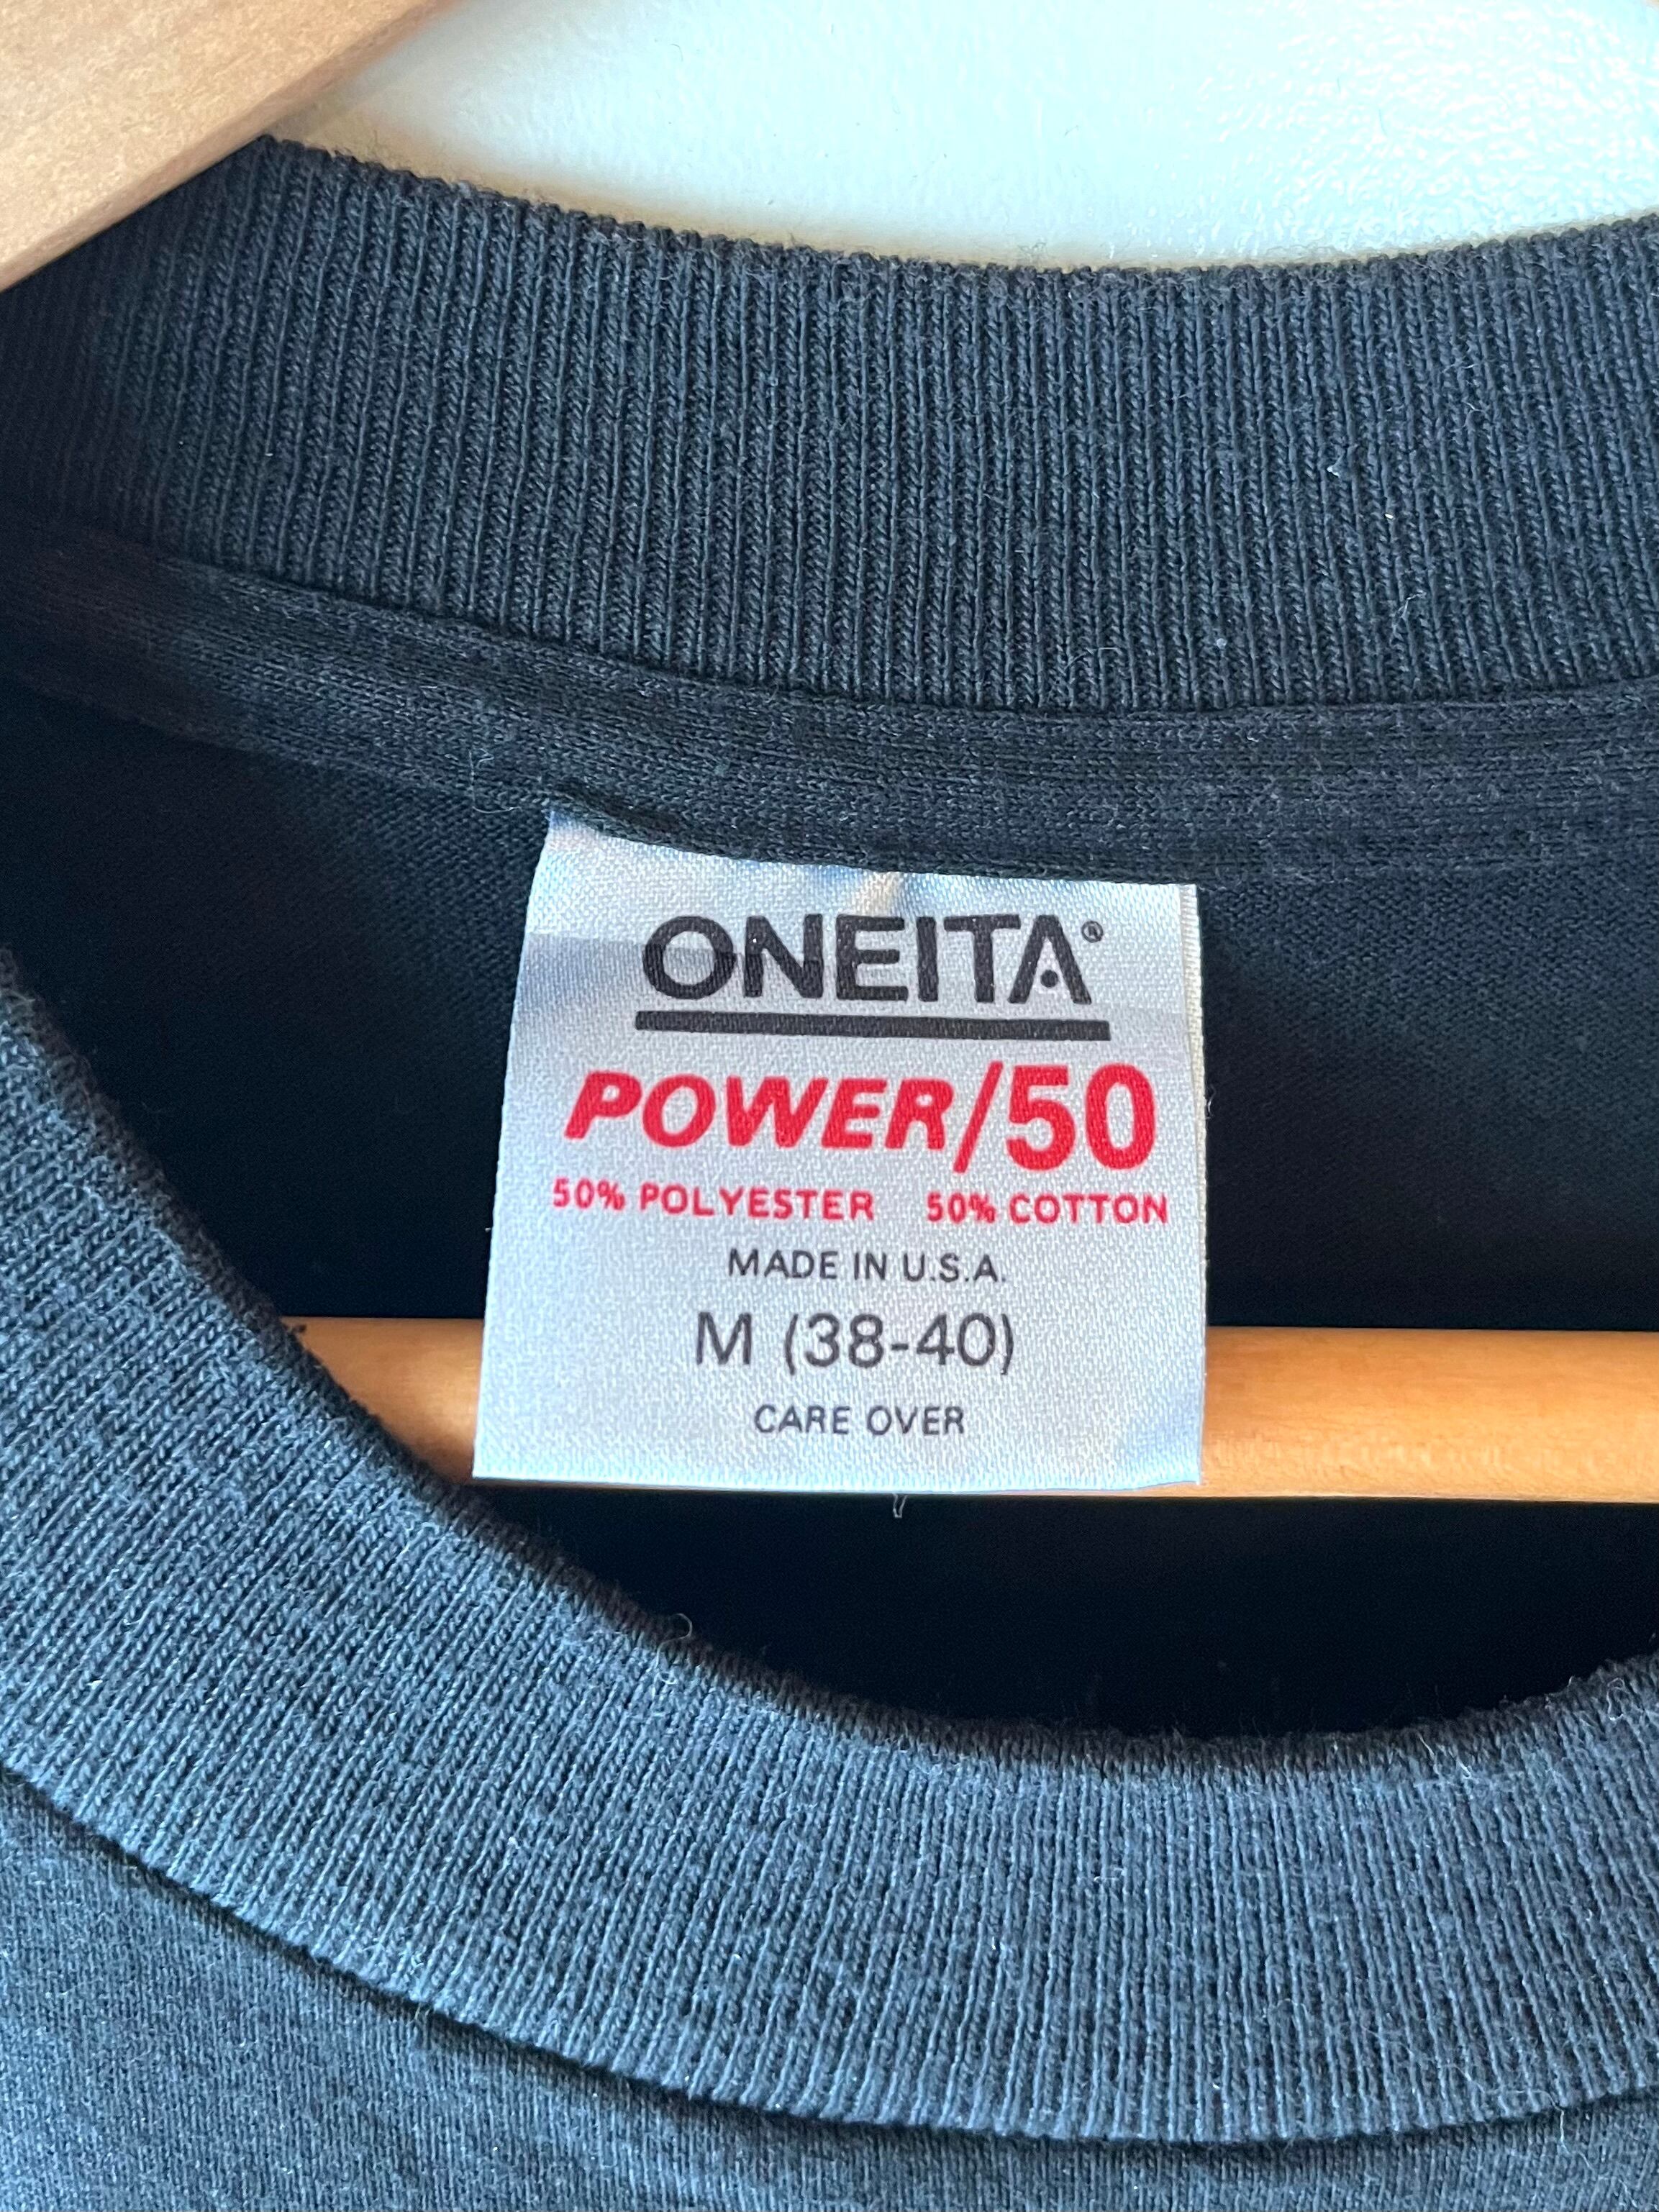 ONEITA®
POWER/50
50% POLYESTER 50% COTTON
MADE IN U.S.A.
M (38-40)
CARE OVER